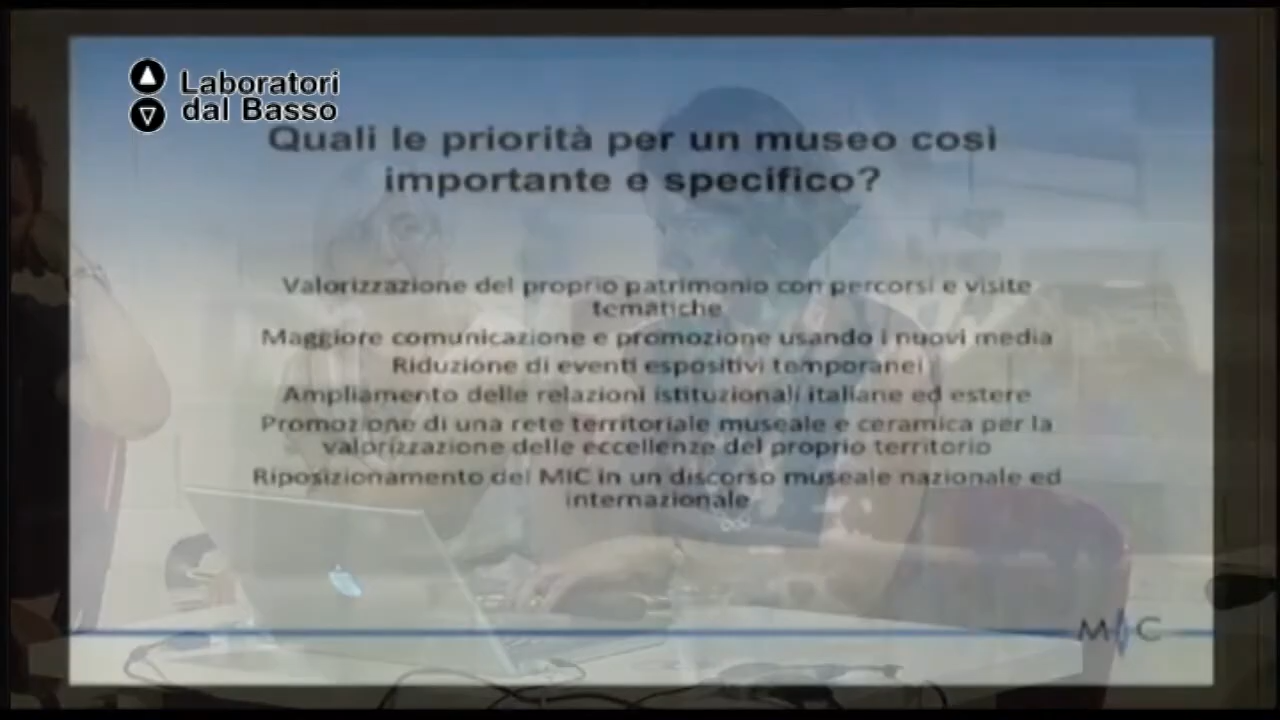 Laboratori
dal Basso
Quali le priorità per un museo così
importante e specifico?
Valorizzazione del proprio patrimonio con percorsi e visite
tematiche
Maggiore comunicazione e promozione usando i nuovi media
Riduzione di eventi espositivi temporanei
Ampliamento delle relazioni istituzionali italiane ed estere
Promozione di una rete territoriale museale e ceramica per la
valorizzazione delle eccellenze del proprio territorio
Riposizionamento del MIC in un discorso museale nazionale ed
internazionale
MIC